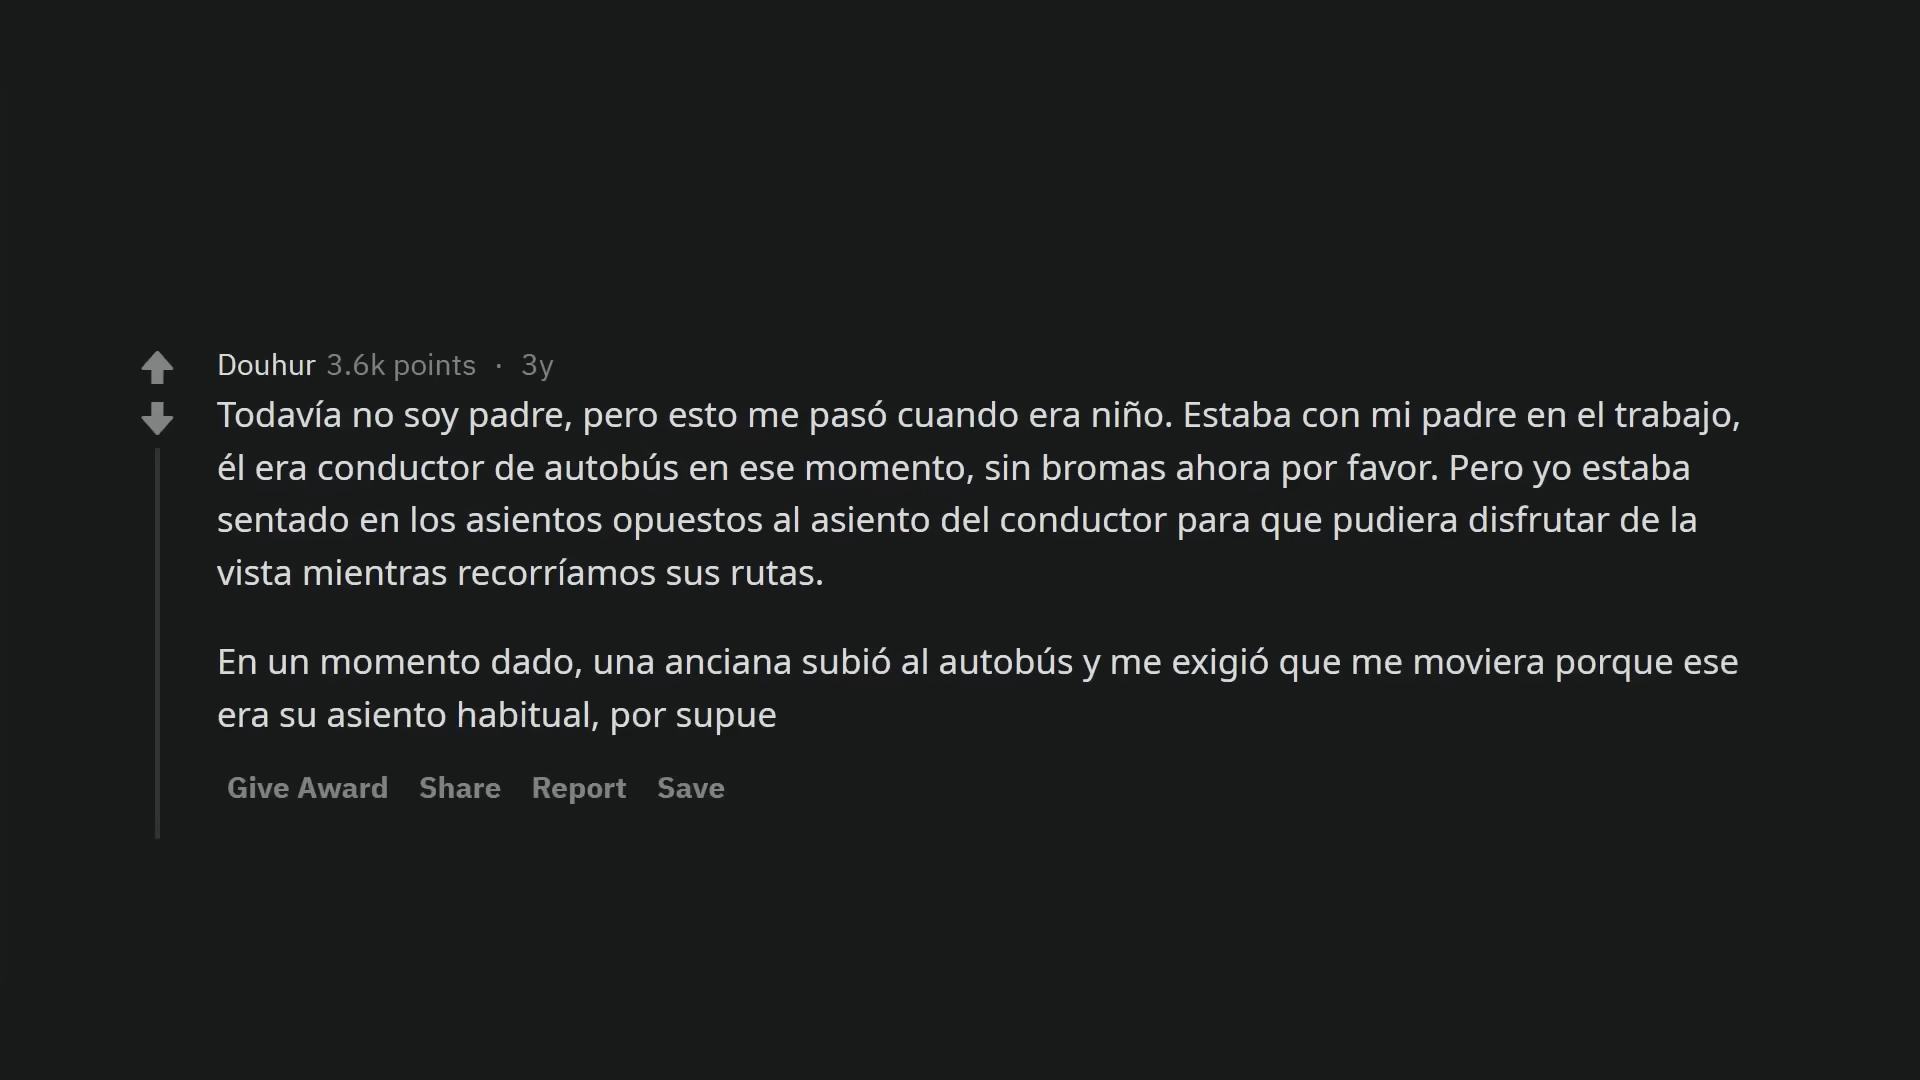 Douhur 3.6k points · 3y
Todavía no soy padre, pero esto me pasó cuando era niño. Estaba con mi padre en el trabajo,
él era conductor de autobús en ese momento, sin bromas ahora por favor. Pero yo estaba
sentado en los asientos opuestos al asiento del conductor para que pudiera disfrutar de la
vista mientras recorríamos sus rutas.
En un momento dado, una anciana subió al autobús y me exigió que me moviera porque ese
era su asiento habitual, por supue
Give Award Share Report Save